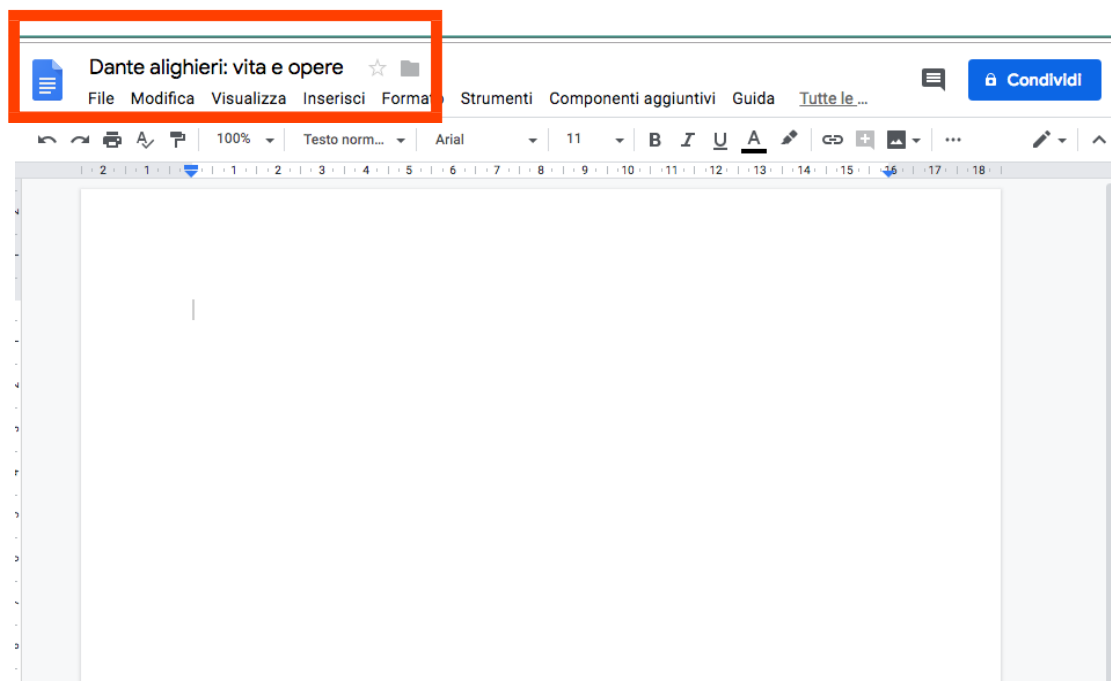 Dante alighieri: vita e opere
File Modifica Visualizza Inserisci Formato Strumenti Componenti aggiuntivi Guida Tutte le ...
Condividi
100% Testo norm... Arial 11 B I U A ...
2 1 1 2 3 4 5 6 7 8 9 10 11 12 13 14 15 16 17 18